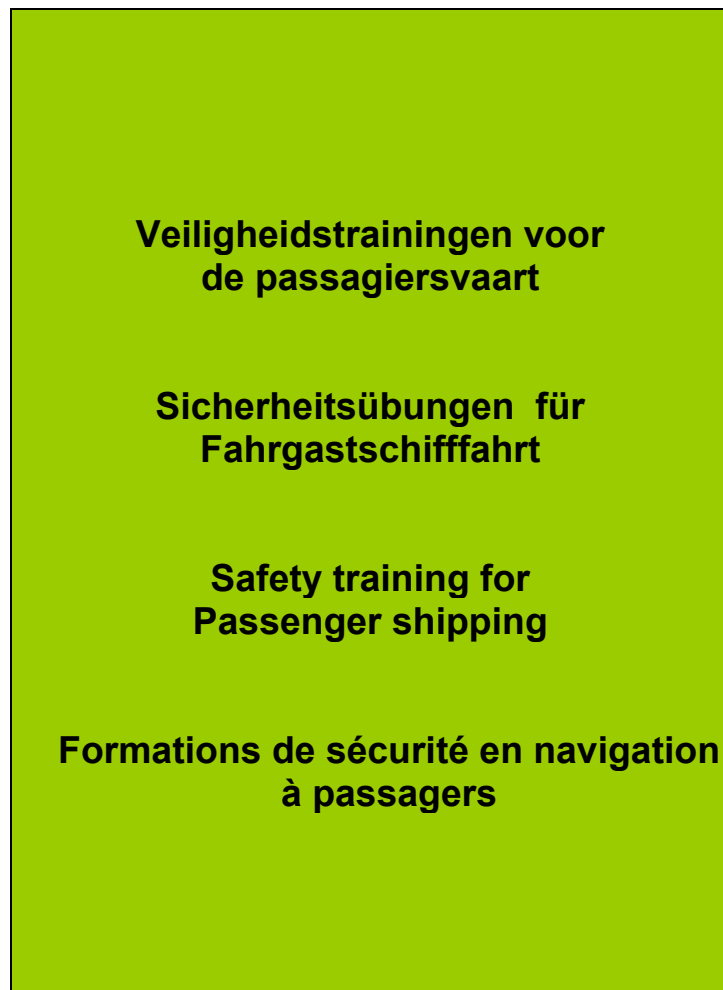 Veiligheidstrainingen voor
de passagiersvaart
Sicherheitsübungen für
Fahrgastschifffahrt
Safety training for
Passenger shipping
Formations de sécurité en navigation
à passagers